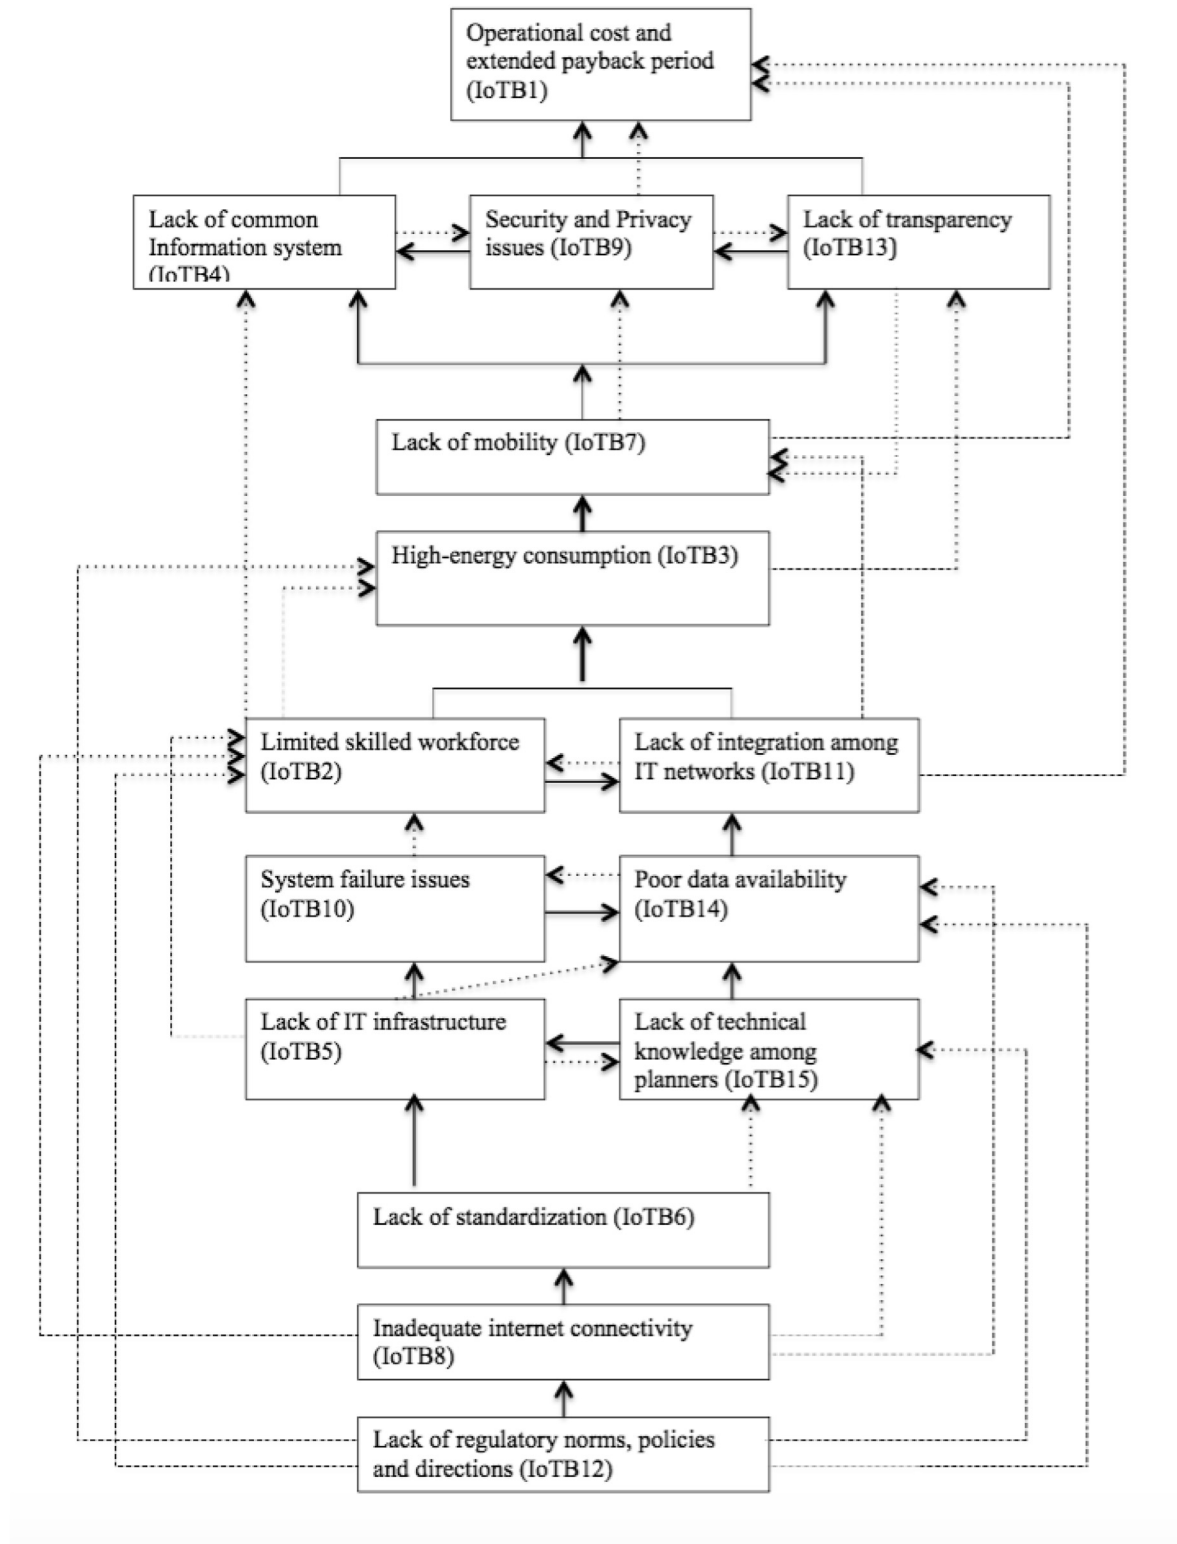 Operational cost and
extended payback period
(IoTB1)
Lack of common
Information system
(IoTB4)
Security and Privacy
issues (IoTB9)
Lack of transparency
(IoTB13)
Lack of mobility (IoTB7)
High-energy consumption (IoTB3)
Limited skilled workforce
(IoTB2)
Lack of integration among
IT networks (IoTB11)
System failure issues
(IoTB10)
Poor data availability
(IoTB14)
Lack of IT infrastructure
(IoTB5)
Lack of technical
knowledge among
planners (IoTB15)
Lack of standardization (IoTB6)
Inadequate internet connectivity
(IoTB8)
Lack of regulatory norms, policies
and directions (IoTB12)